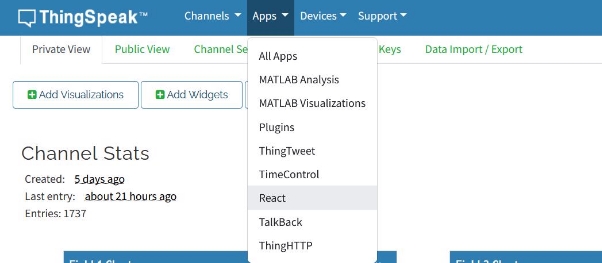 ThingSpeak™ Channels Apps Devices Support
Private View Public View Channel Se Keys Data Import / Export
All Apps
MATLAB Analysis
Add Visualizations Add Widgets
MATLAB Visualizations
Plugins
ThingTweet
Channel Stats
TimeControl
Created: 5 days ago
React
Last entry: about 21 hours ago
Entries: 1737
TalkBack
ThingHTTP